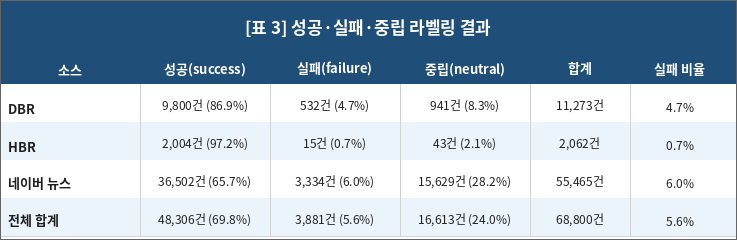 [표 3] 성공·실패·중립 라벨링 결과
소스 성공(success) 실패(failure) 중립(neutral) 합계 실패 비율
DBR 9,800건 (86.9%) 532건 (4.7%) 941건 (8.3%) 11,273건 4.7%
HBR 2,004건 (97.2%) 15건 (0.7%) 43건 (2.1%) 2,062건 0.7%
네이버 뉴스 36,502건 (65.7%) 3,334건 (6.0%) 15,629건 (28.2%) 55,465건 6.0%
전체 합계 48,306건 (69.8%) 3,881건 (5.6%) 16,613건 (24.0%) 68,800건 5.6%